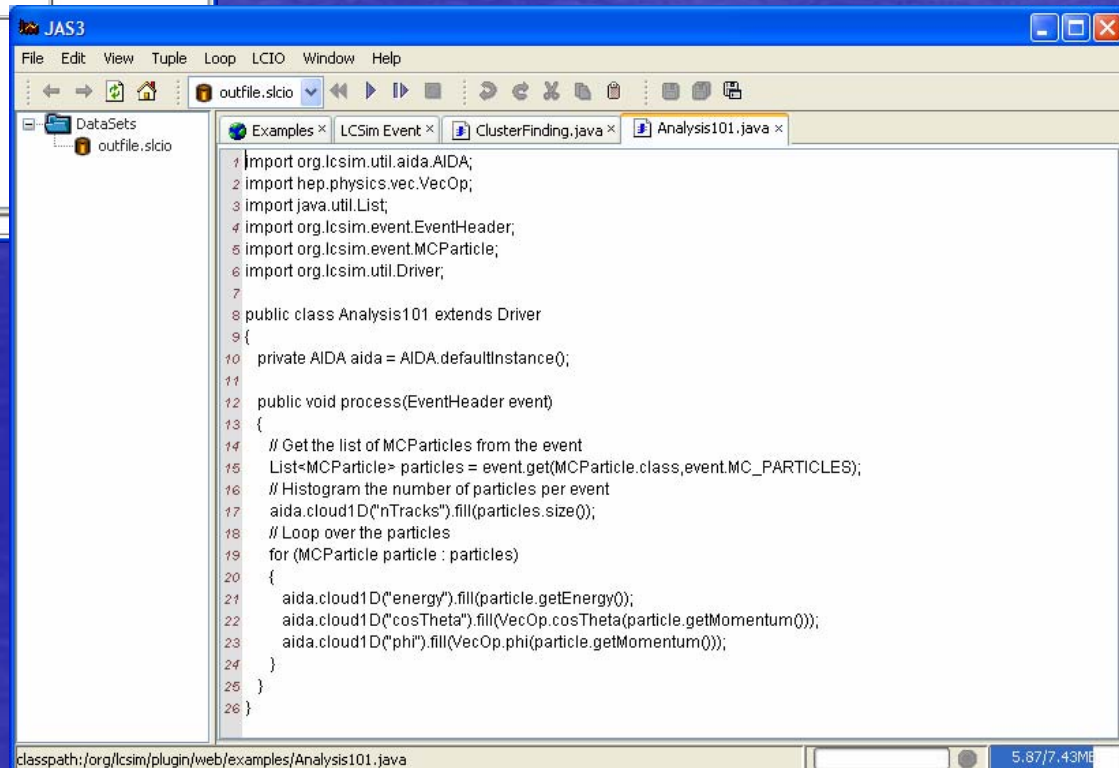 JAS3
File Edit View Tuple Loop LCIO Window Help
outfile.slcio
DataSets
outfile.slcio
Examples × LCSim Event × ClusterFinding.java × Analysis101.java ×
1 import org.lcsim.util.aida.AIDA;
2 import hep.physics.vec.VecOp;
3 import java.util.List;
4 import org.lcsim.event.EventHeader;
5 import org.lcsim.event.MCParticle;
6 import org.lcsim.util.Driver;
7
8 public class Analysis101 extends Driver
9 {
10 private AIDA aida = AIDA.defaultInstance();
11
12 public void process(EventHeader event)
13 {
14 // Get the list of MCParticles from the event
15 List<MCParticle> particles = event.get(MCParticle.class,event.MC_PARTICLES);
16 // Histogram the number of particles per event
17 aida.cloud1D("nTracks").fill(particles.size());
18 // Loop over the particles
19 for (MCParticle particle : particles)
20 {
21 aida.cloud1D("energy").fill(particle.getEnergy());
22 aida.cloud1D("cosTheta").fill(VecOp.cosTheta(particle.getMomentum()));
23 aida.cloud1D("phi").fill(VecOp.phi(particle.getMomentum()));
24 }
25 }
26 }
classpath:/org/lcsim/plugin/web/examples/Analysis101.java
5.87/7.43MB